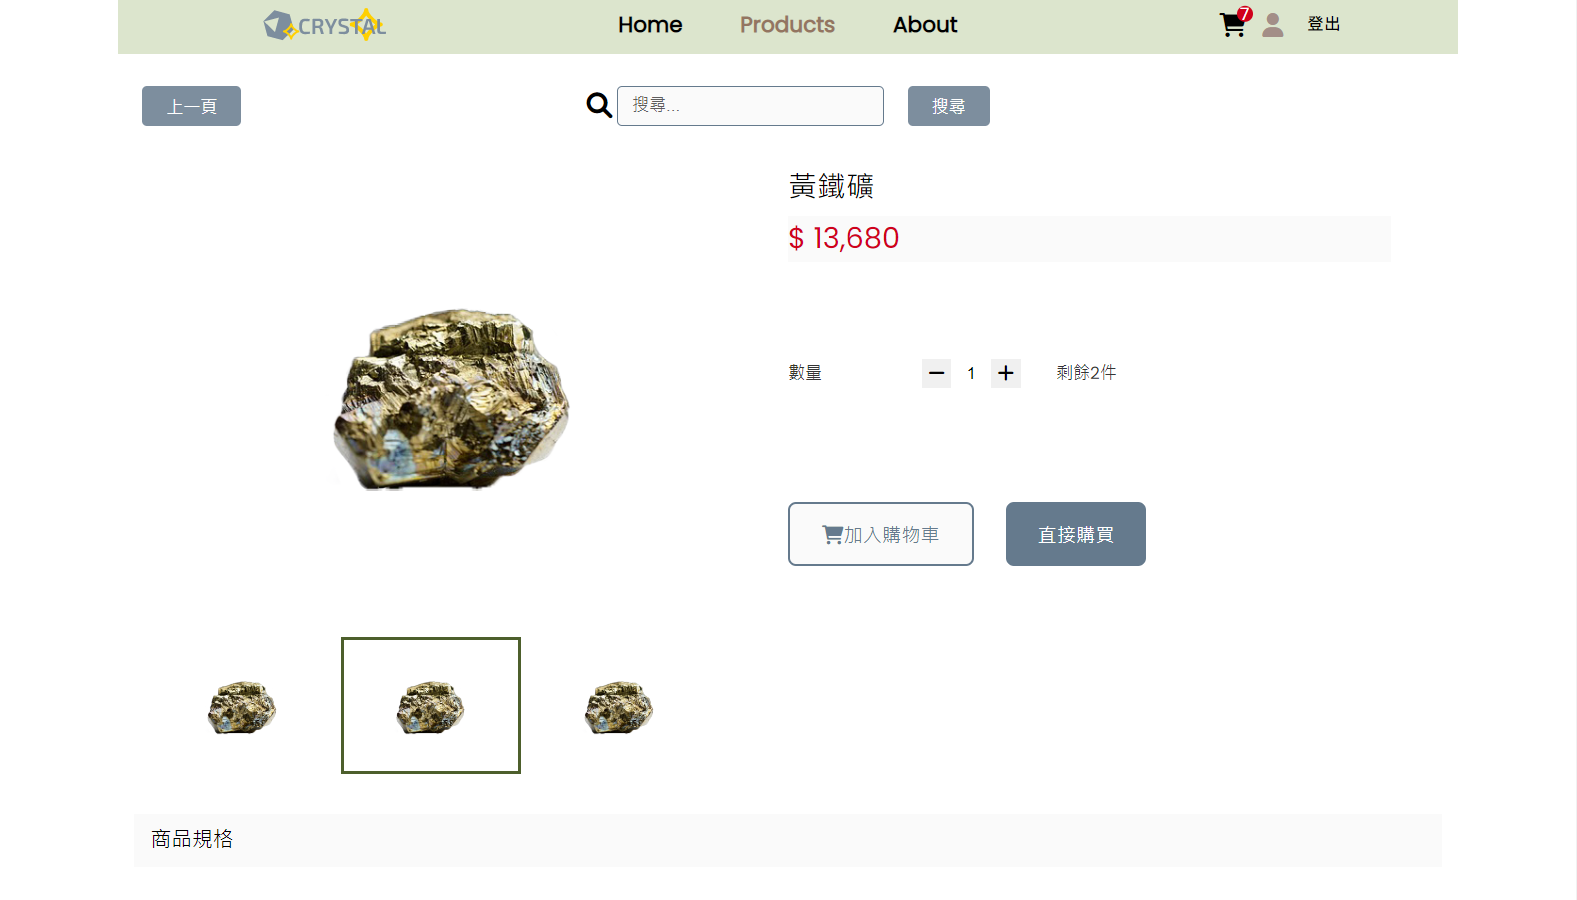 CRYSTAL
Home
Products
About
7
登出
上一頁
搜尋...
搜尋
黃鐵礦
$ 13,680
數量
1
剩餘2件
加入購物車
直接購買
商品規格